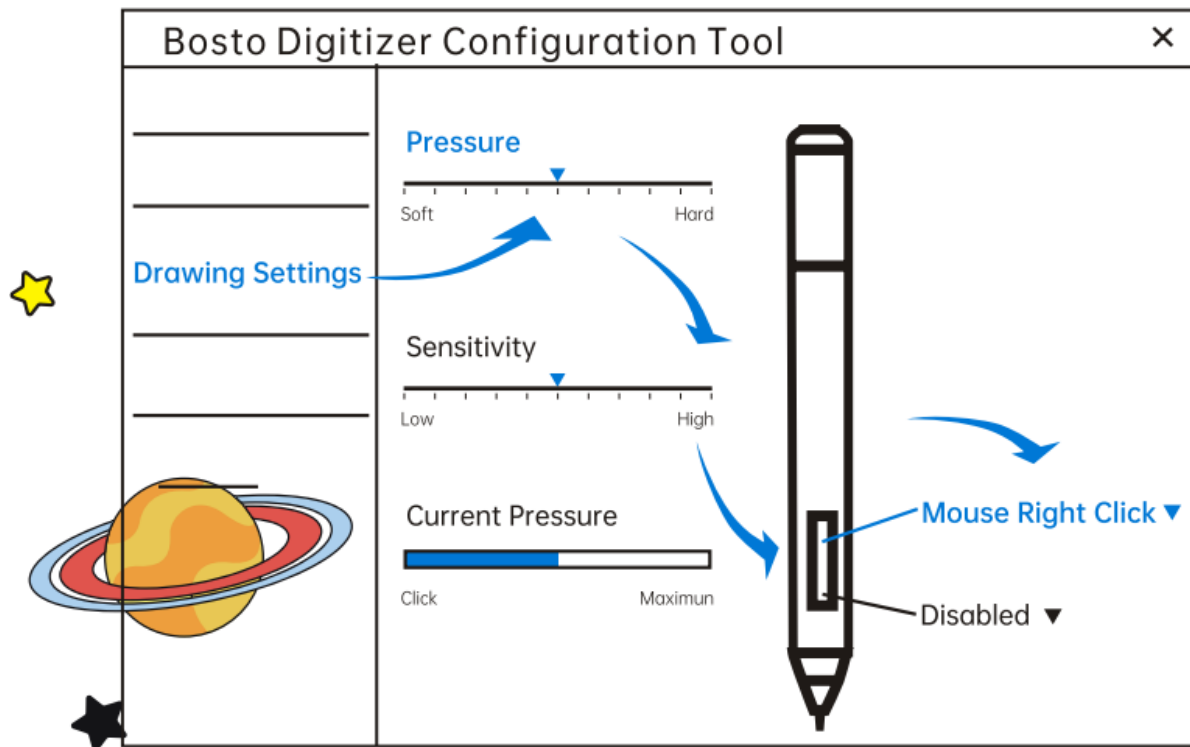 Bosto Digitizer Configuration Tool
Pressure
Soft
Hard
Drawing Settings
Sensitivity
Low
High
Current Pressure
Click
Maximun
Mouse Right Click
Disabled